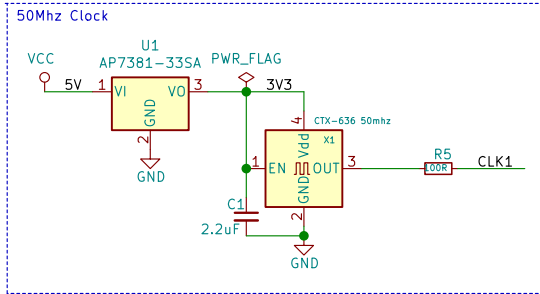 50Mhz Clock
VCC
5V
U1
AP7381-33SA
1
VI
VO
3
GND
2
GND
PWR_FLAG
3V3
4
CTX-636 50mhz
X1
Vdd
1
EN
OUT
3
GND
2
GND
C1
2.2uF
R5
100R
CLK1